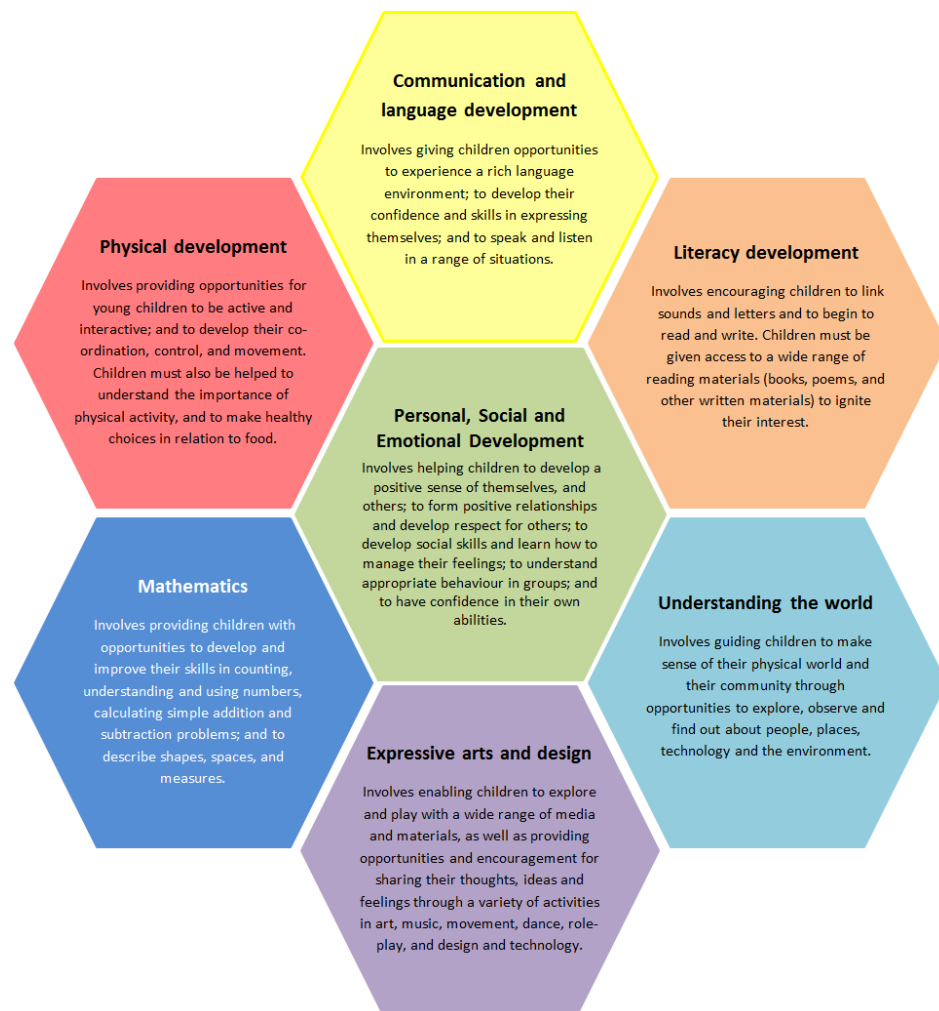 Communication and
language development
Involves giving children opportunities
to experience a rich language
environment; to develop their
confidence and skills in expressing
themselves; and to speak and listen
in a range of situations.
Physical development
Involves providing opportunities for
young children to be active and
interactive; and to develop their co-
ordination, control, and movement.
Children must also be helped to
understand the importance of
physical activity, and to make healthy
choices in relation to food.
Literacy development
Involves encouraging children to link
sounds and letters and to begin to
read and write. Children must be
given access to a wide range of
reading materials (books, poems, and
other written materials) to ignite
their interest.
Personal, Social and
Emotional Development
Involves helping children to develop a
positive sense of themselves, and
others; to form positive relationships
and develop respect for others; to
develop social skills and learn how to
manage their feelings; to understand
appropriate behaviour in groups; and
to have confidence in their own
abilities.
Mathematics
Involves providing children with
opportunities to develop and
improve their skills in counting,
understanding and using numbers,
calculating simple addition and
subtraction problems; and to
describe shapes, spaces, and
measures.
Understanding the world
Involves guiding children to make
sense of their physical world and
their community through
opportunities to explore, observe and
find out about people, places,
technology and the environment.
Expressive arts and design
Involves enabling children to explore
and play with a wide range of media
and materials, as well as providing
opportunities and encouragement for
sharing their thoughts, ideas and
feelings through a variety of activities
in art, music, movement, dance, role-
play, and design and technology.